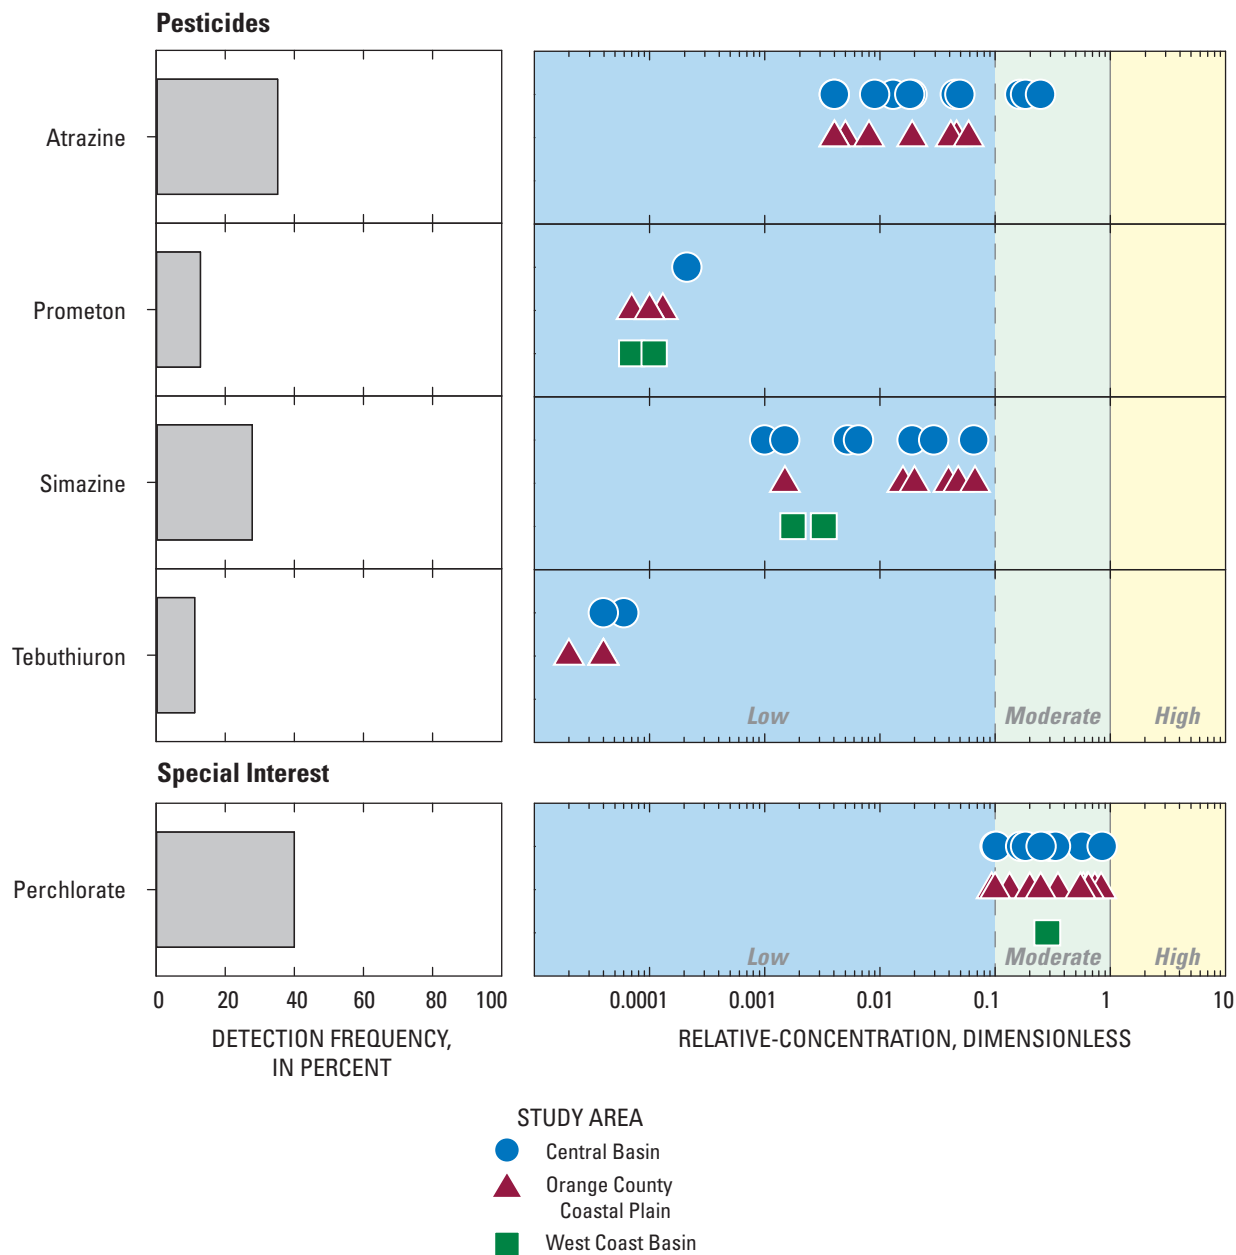 Pesticides
Atrazine
Prometon
Simazine
Tebuthiuron
Low Moderate High
Special Interest
Perchlorate
Low Moderate High
0 20 40 60 80 100 0.0001 0.001 0.01 0.1 1 10
DETECTION FREQUENCY,
IN PERCENT
RELATIVE-CONCENTRATION, DIMENSIONLESS
STUDY AREA
Central Basin
Orange County
Coastal Plain
West Coast Basin